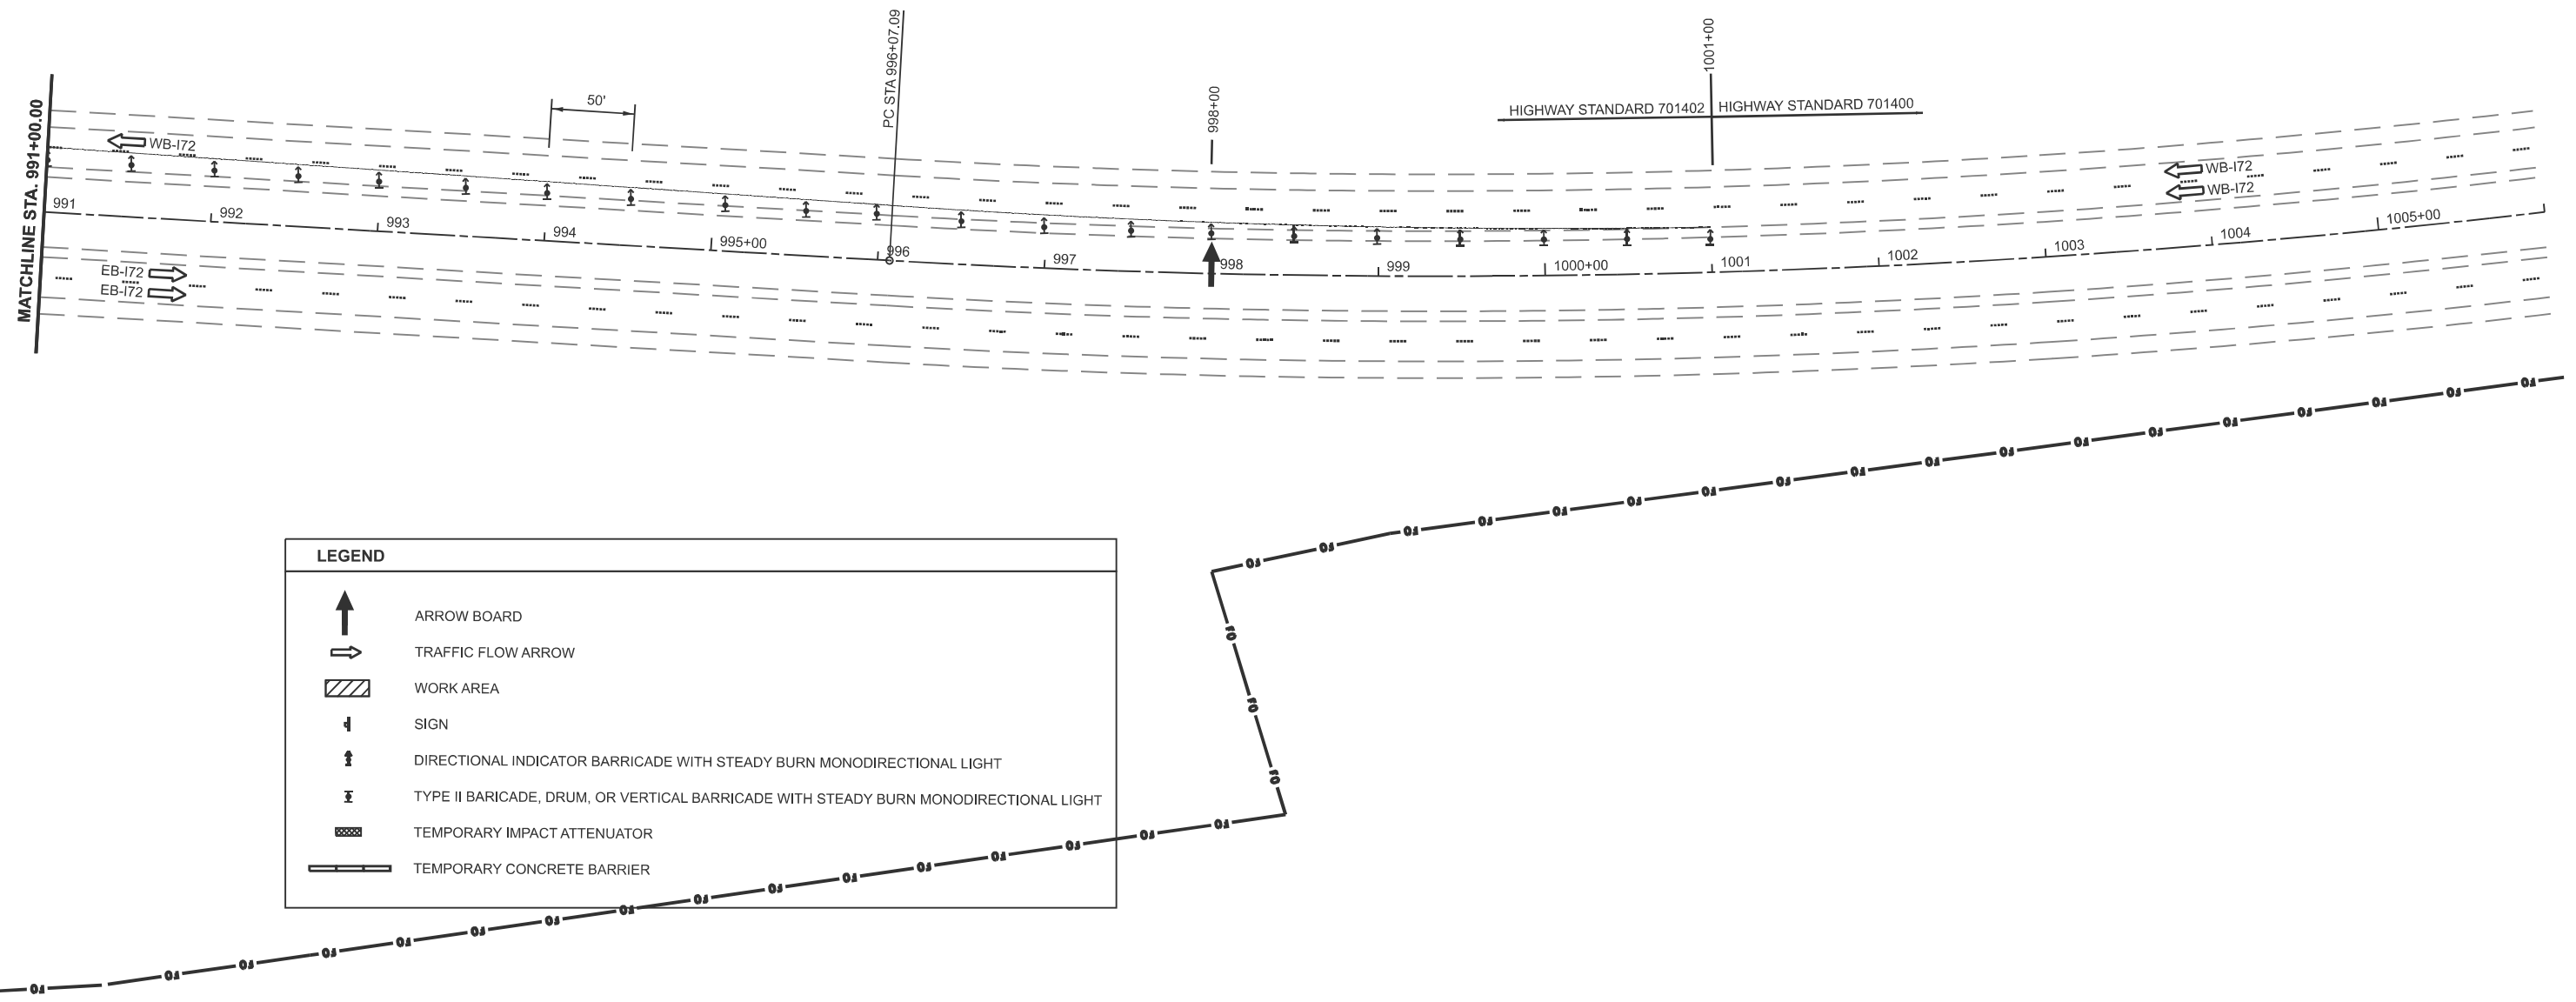 MATCHLINE STA. 991+00.00
50'
PC STA 996+07.09
998+00
1001+00
HIGHWAY STANDARD 701402
HIGHWAY STANDARD 701400
WB-I72
WB-I72
WB-I72
991
992
993
994
995+00
996
997
998
999
1000+00
1001
1002
1003
1004
1005+00
EB-I72
EB-I72
LEGEND
ARROW BOARD
TRAFFIC FLOW ARROW
WORK AREA
SIGN
DIRECTIONAL INDICATOR BARRICADE WITH STEADY BURN MONODIRECTIONAL LIGHT
TYPE II BARICADE, DRUM, OR VERTICAL BARRICADE WITH STEADY BURN MONODIRECTIONAL LIGHT
TEMPORARY IMPACT ATTENUATOR
TEMPORARY CONCRETE BARRIER